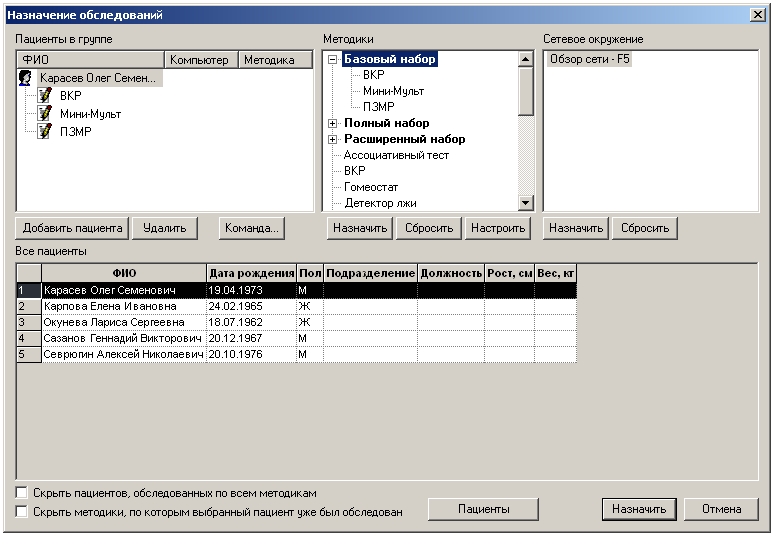 Назначение обследований
Пациенты в группе
ФИО Компьютер Методика
Карасев Олег Семен...
ВКР
Мини-Мульт
ПЗМР
Добавить пациента Удалить Команда...
Методики
Базовый набор
ВКР
Мини-Мульт
ПЗМР
Полный набор
Расширенный набор
Ассоциативный тест
ВКР
Гомеостат
Детектор лжи
Назначить Сбросить Настроить
Сетевое окружение
Обзор сети - F5
Назначить Сбросить
Все пациенты
ФИО Дата рождения Пол Подразделение Должность Рост, см Вес, кг
1 Карасев Олег Семенович 19.04.1973 М
2 Карпова Елена Ивановна 24.02.1965 Ж
3 Окунева Лариса Сергеевна 18.07.1962 Ж
4 Сазанов Геннадий Викторович 20.12.1967 М
5 Севрюгин Алексей Николаевич 20.10.1976 М
Скрыть пациентов, обследованных по всем методикам
Скрыть методики, по которым выбранный пациент уже был обследован
Пациенты Назначить Отмена